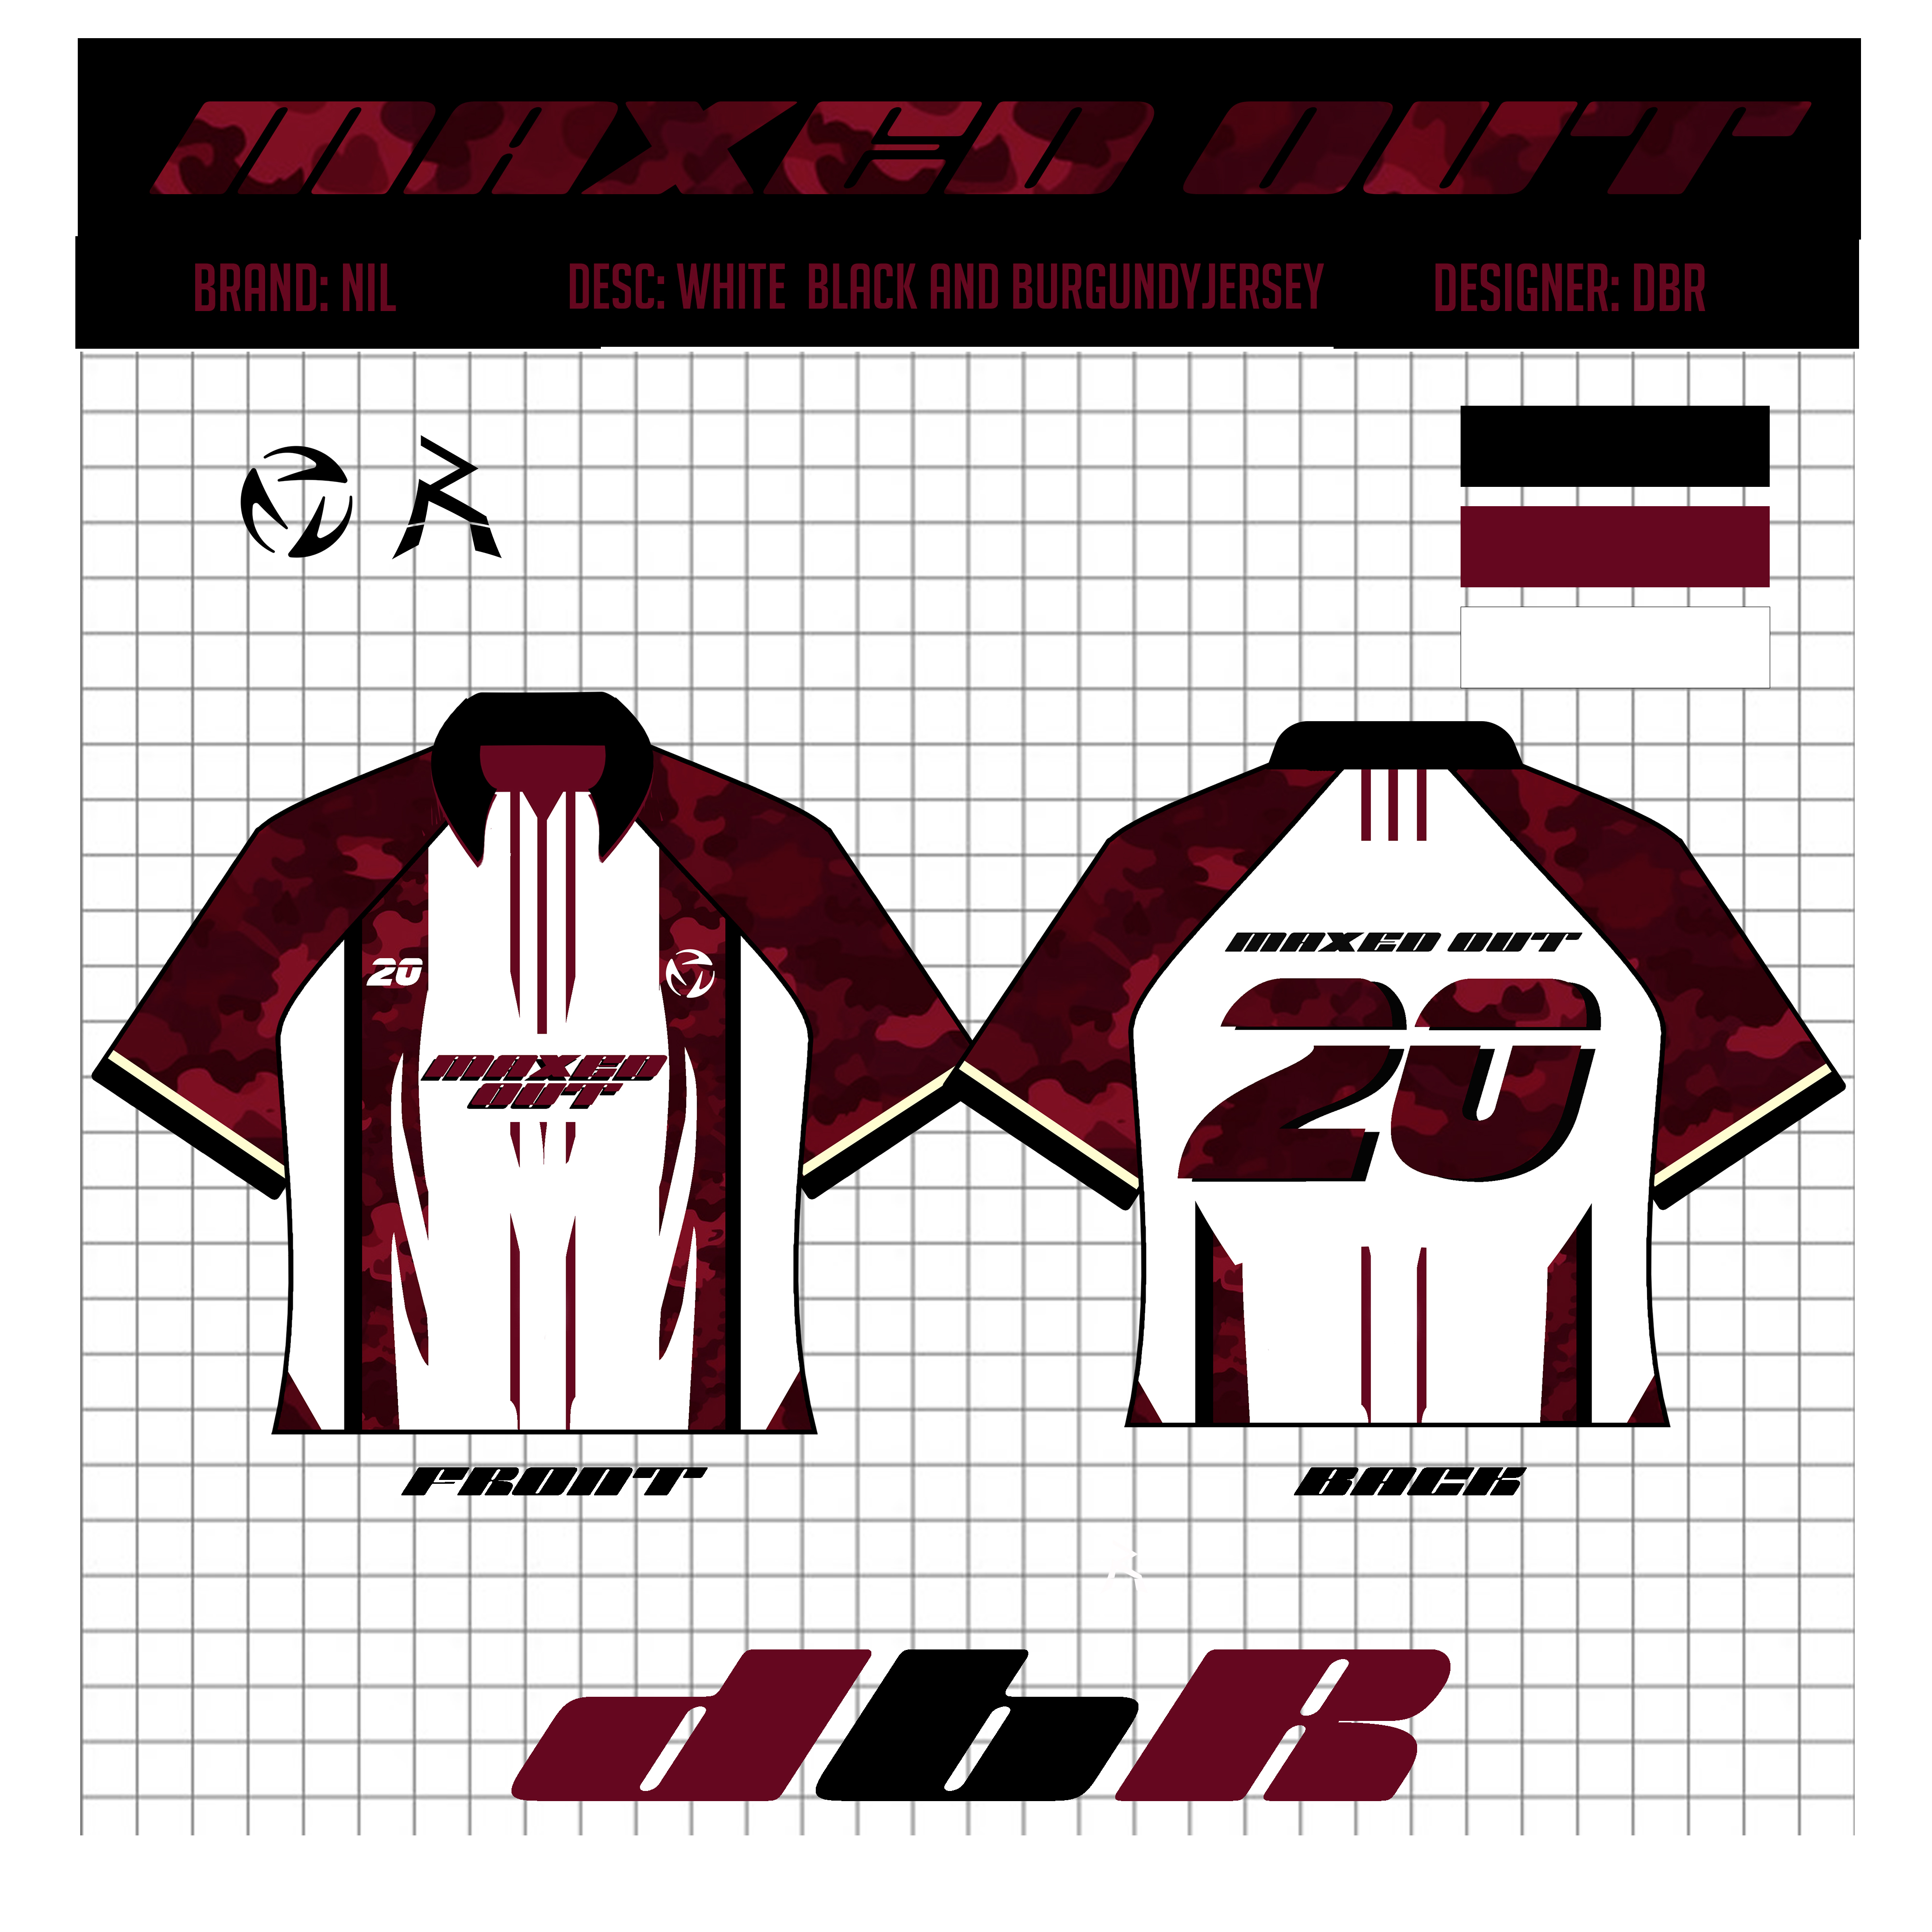 MAXED OUT
BRAND: NIL
DESC: WHITE  BLACK AND BURGUNDYJERSEY
DESIGNER: DBR
20
MAXED
OUT
MAXED OUT
20
FRONT
BACK
dbR